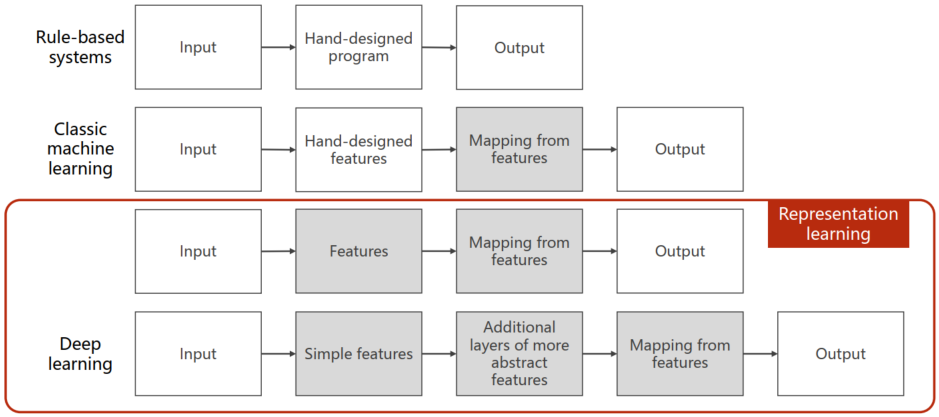 Rule-based
systems
Input
Hand-designed
program
Output
Classic
machine
learning
Input
Hand-designed
features
Mapping from
features
Output
Representation
learning
Input
Features
Mapping from
features
Output
Deep
learning
Input
Simple features
Additional
layers of more
abstract
features
Mapping from
features
Output